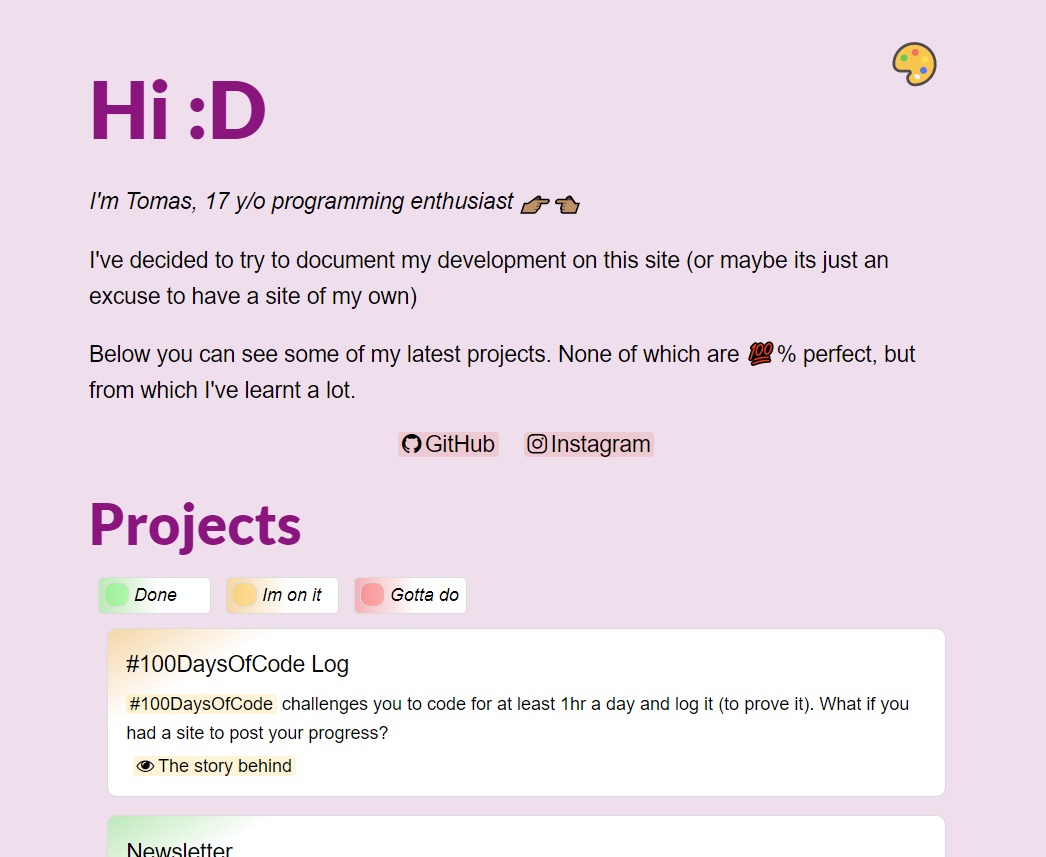 Hi :D
I'm Tomas, 17 y/o programming enthusiast 👉🏽👈🏽
I've decided to try to document my development on this site (or maybe its just an
excuse to have a site of my own)
Below you can see some of my latest projects. None of which are 💯% perfect, but
from which I've learnt a lot.
GitHub Instagram
Projects
Done Im on it Gotta do
#100DaysOfCode Log
#100DaysOfCode challenges you to code for at least 1hr a day and log it (to prove it). What if you
had a site to post your progress?
The story behind
Newsletter